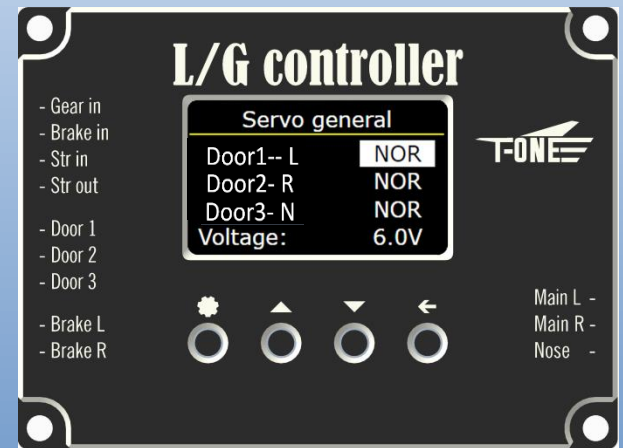 L/G controller
- Gear in
- Brake in
- Str in
- Str out
- Door 1
- Door 2
- Door 3
- Brake L
- Brake R
Servo general
Door1-- L NOR
Door2- R NOR
Door3- N NOR
Voltage: 6.0V
T-ONE
Main L -
Main R -
Nose -